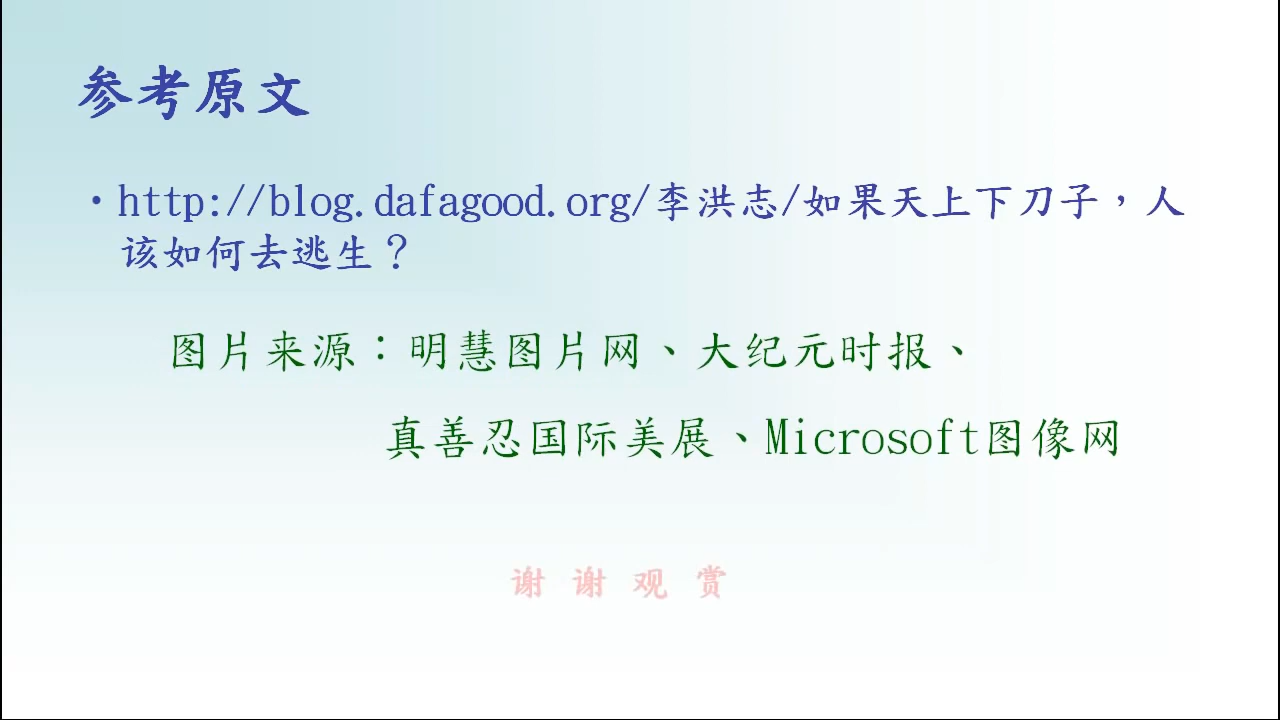 参考原文
•http://blog.dafagood.org/李洪志/如果天上下刀子，人
该如何去逃生？
图片来源：明慧图片网、大纪元时报、
真善忍国际美展、Microsoft图像网
谢谢观赏